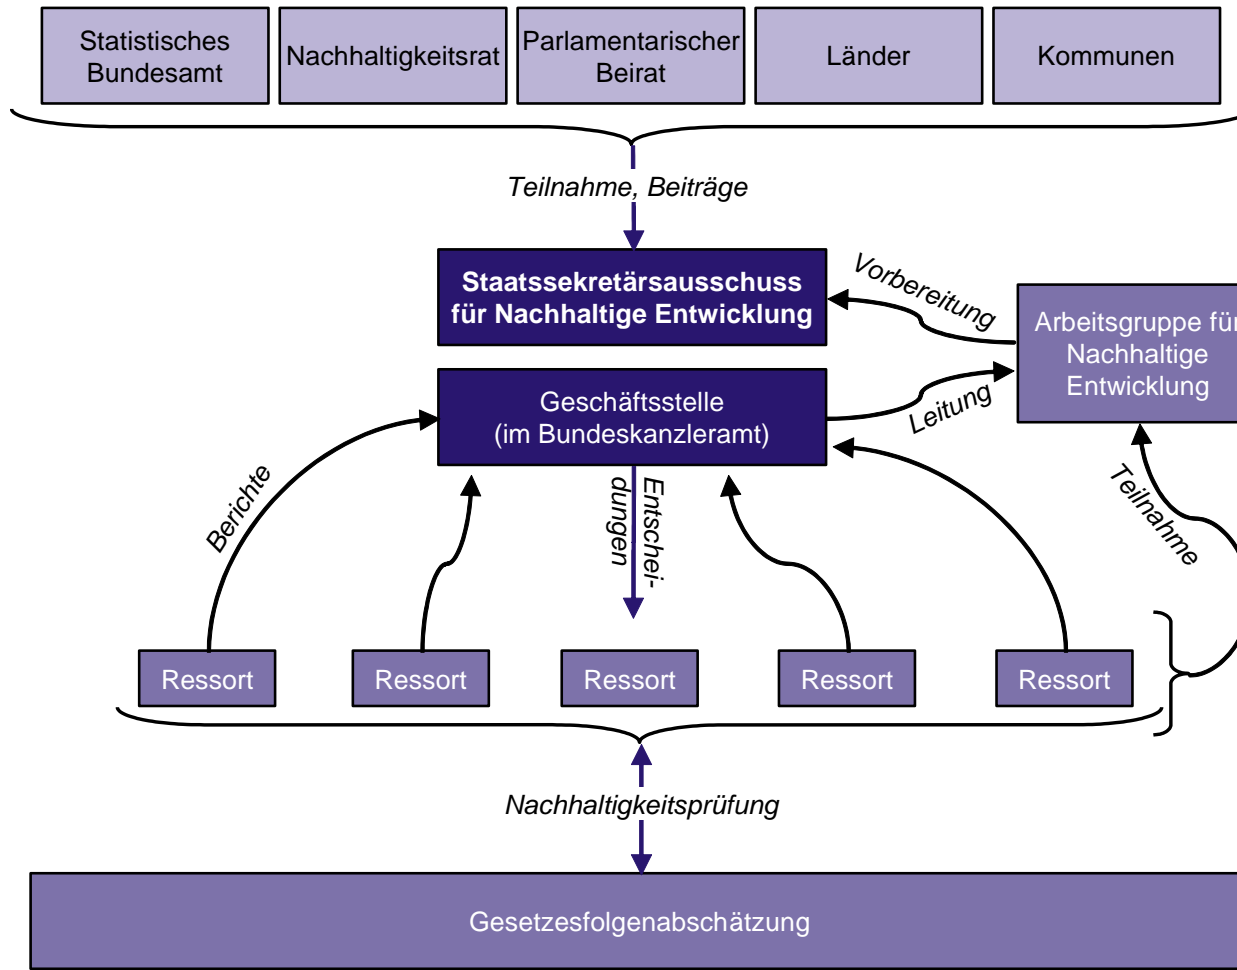 Statistisches
Bundesamt
Nachhaltigkeitsrat
Parlamentarischer
Beirat
Länder
Kommunen
Teilnahme, Beiträge
Staatssekretärsausschuss
für Nachhaltige Entwicklung
Vorbereitung
Arbeitsgruppe für
Nachhaltige
Entwicklung
Geschäftsstelle
(im Bundeskanzleramt)
Leitung
Berichte
Entschei-
dungen
Teilnahme
Ressort
Ressort
Ressort
Ressort
Ressort
Nachhaltigkeitsprüfung
Gesetzesfolgenabschätzung